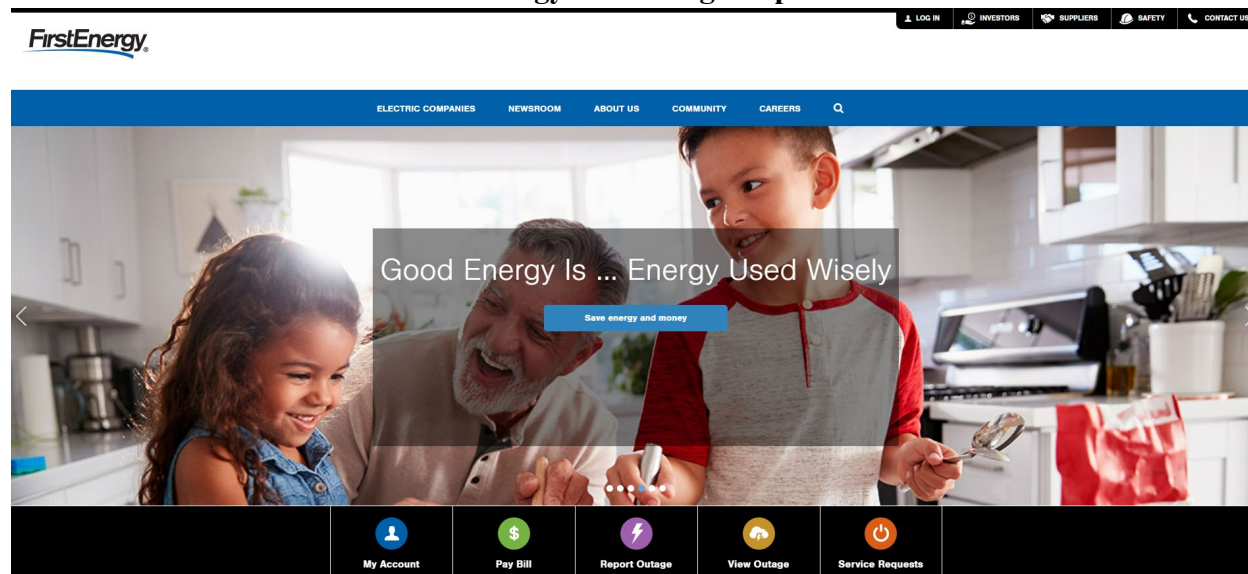 LOG IN INVESTORS SUPPLIERS SAFETY CONTACT US
FirstEnergy®
ELECTRIC COMPANIES NEWSROOM ABOUT US COMMUNITY CAREERS
Good Energy Is ... Energy Used Wisely
Save energy and money
My Account Pay Bill Report Outage View Outage Service Requests